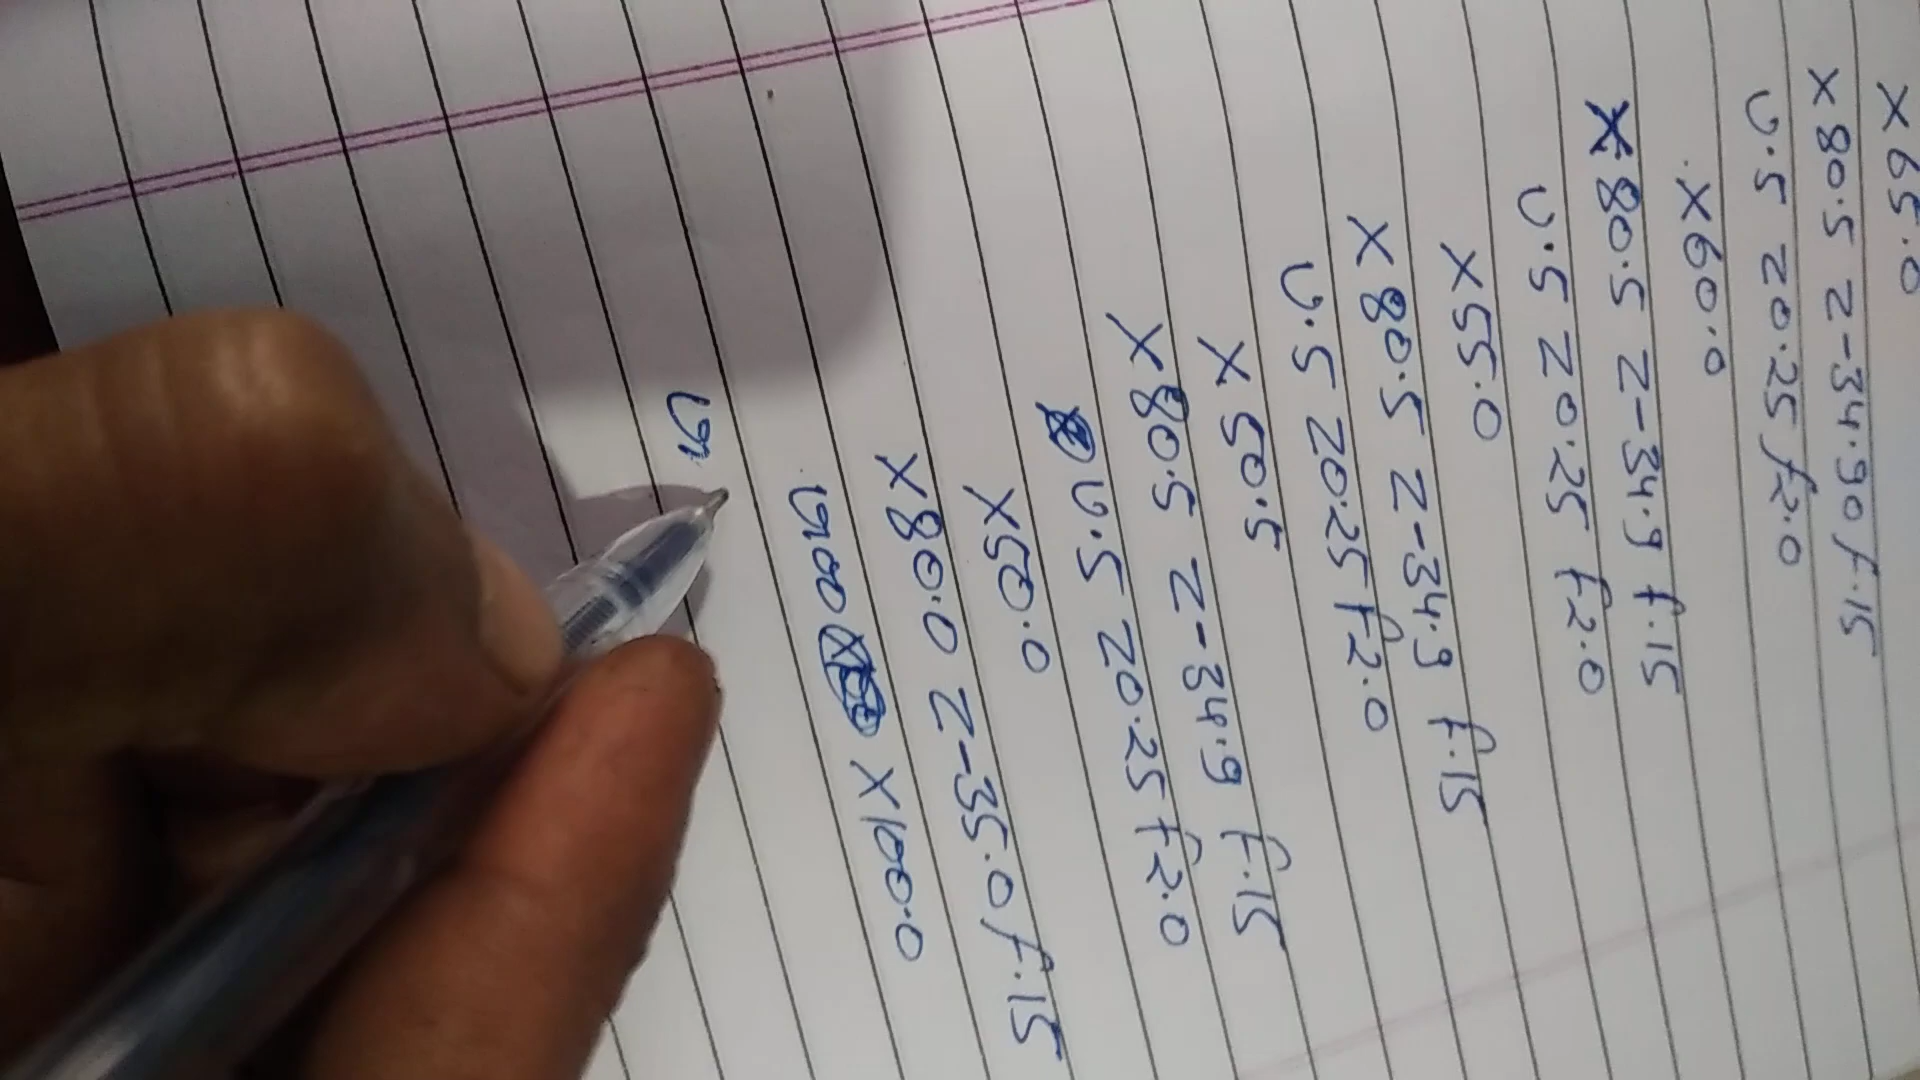 X65.0
X80.5 Z-34.90 f.15
U.5 Z0.25 f2.0
X60.0
X80.5 Z-34.9 f.15
U.5 Z0.25 f2.0
X55.0
X80.5 Z-34.9 f.15
U.5 Z0.25 f2.0
X50.5
X80.5 Z-34.9 f.15
U.5 Z0.25 f2.0
X50.0
X80.0 Z-35.0 f.15
G00 X100.0